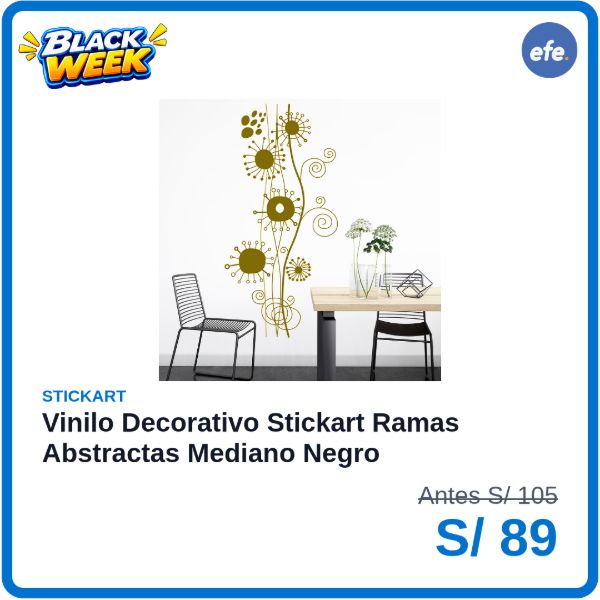 BLACK
WEEK
efe.
STICKART
Vinilo Decorativo Stickart Ramas
Abstractas Mediano Negro
Antes S/ 105
S/ 89